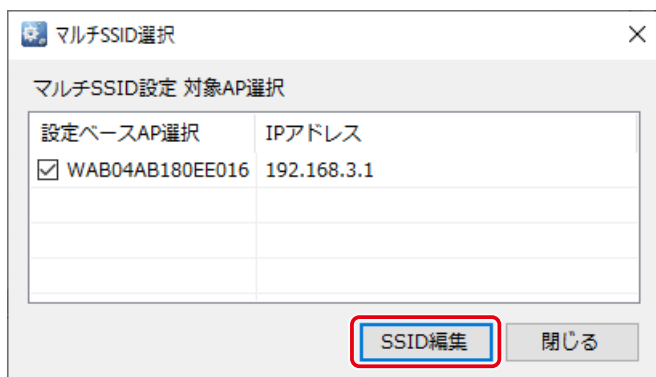 マルチSSID選択
マルチSSID設定 対象AP選択
設定ベースAP選択 IPアドレス
WAB04AB180EE016 192.168.3.1
SSID編集 閉じる